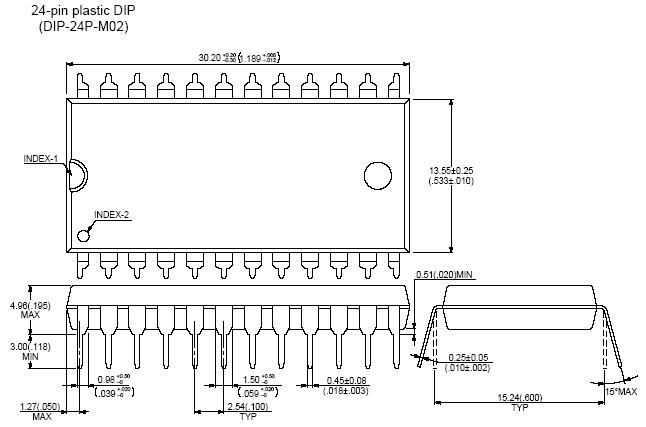 24-pin plastic DIP
(DIP-24P-M02)
30.20 +0.20 -0.30 (1.189 +.008 -.012)
INDEX-1
13.55±0.25
(.533±.010)
INDEX-2
0.51(.020)MIN
4.96(.195)
MAX
3.00(.118)
MIN
0.25±0.05
(.010±.002)
0.98 +0.50 -0
(.039 +.020 -0)
1.50 +0.50 -0
(.059 +.020 -0)
0.45±0.08
(.018±.003)
15.24(.600)
TYP
15°MAX
1.27(.050)
MAX
2.54(.100)
TYP